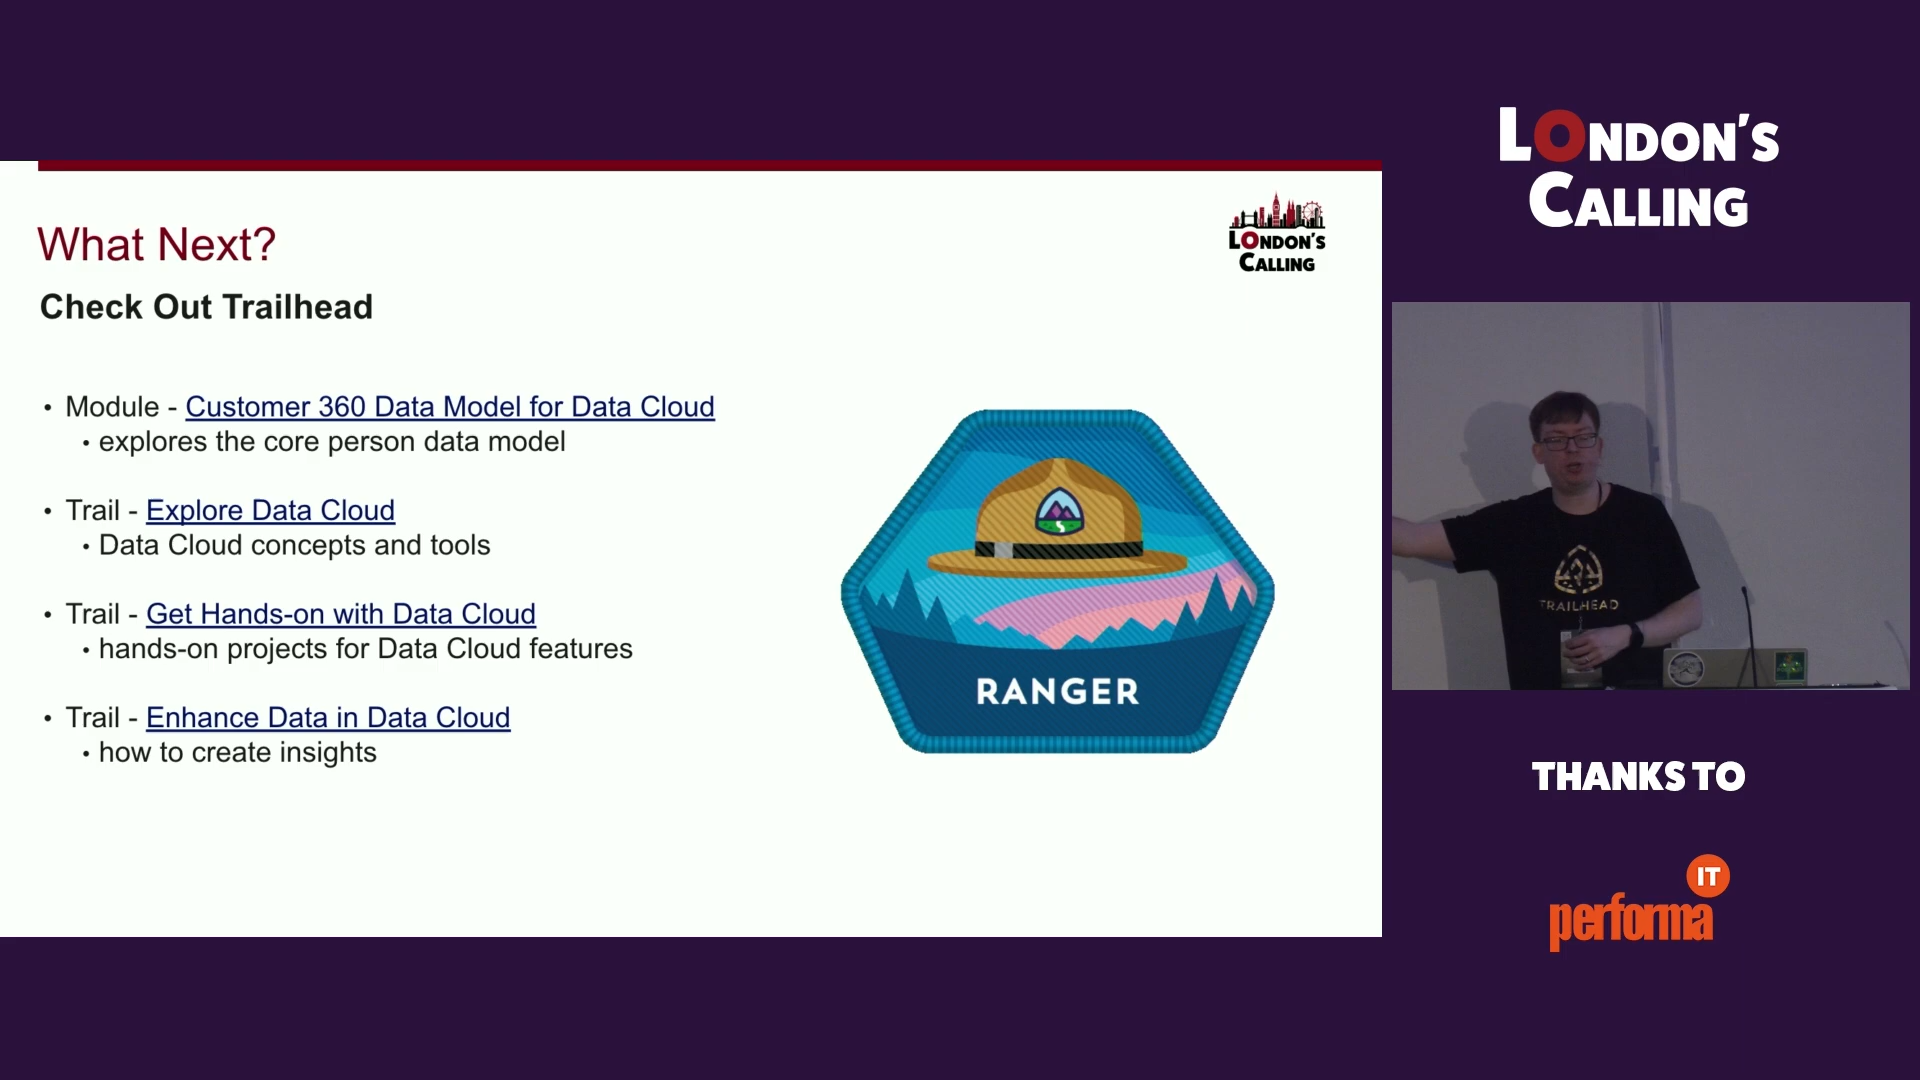 What Next?
Check Out Trailhead
• Module - Customer 360 Data Model for Data Cloud
• explores the core person data model
• Trail - Explore Data Cloud
• Data Cloud concepts and tools
• Trail - Get Hands-on with Data Cloud
• hands-on projects for Data Cloud features
• Trail - Enhance Data in Data Cloud
• how to create insights
LONDON'S
CALLING
RANGER
LONDON'S
CALLING
TRAILHEAD
THANKS TO
IT
performa